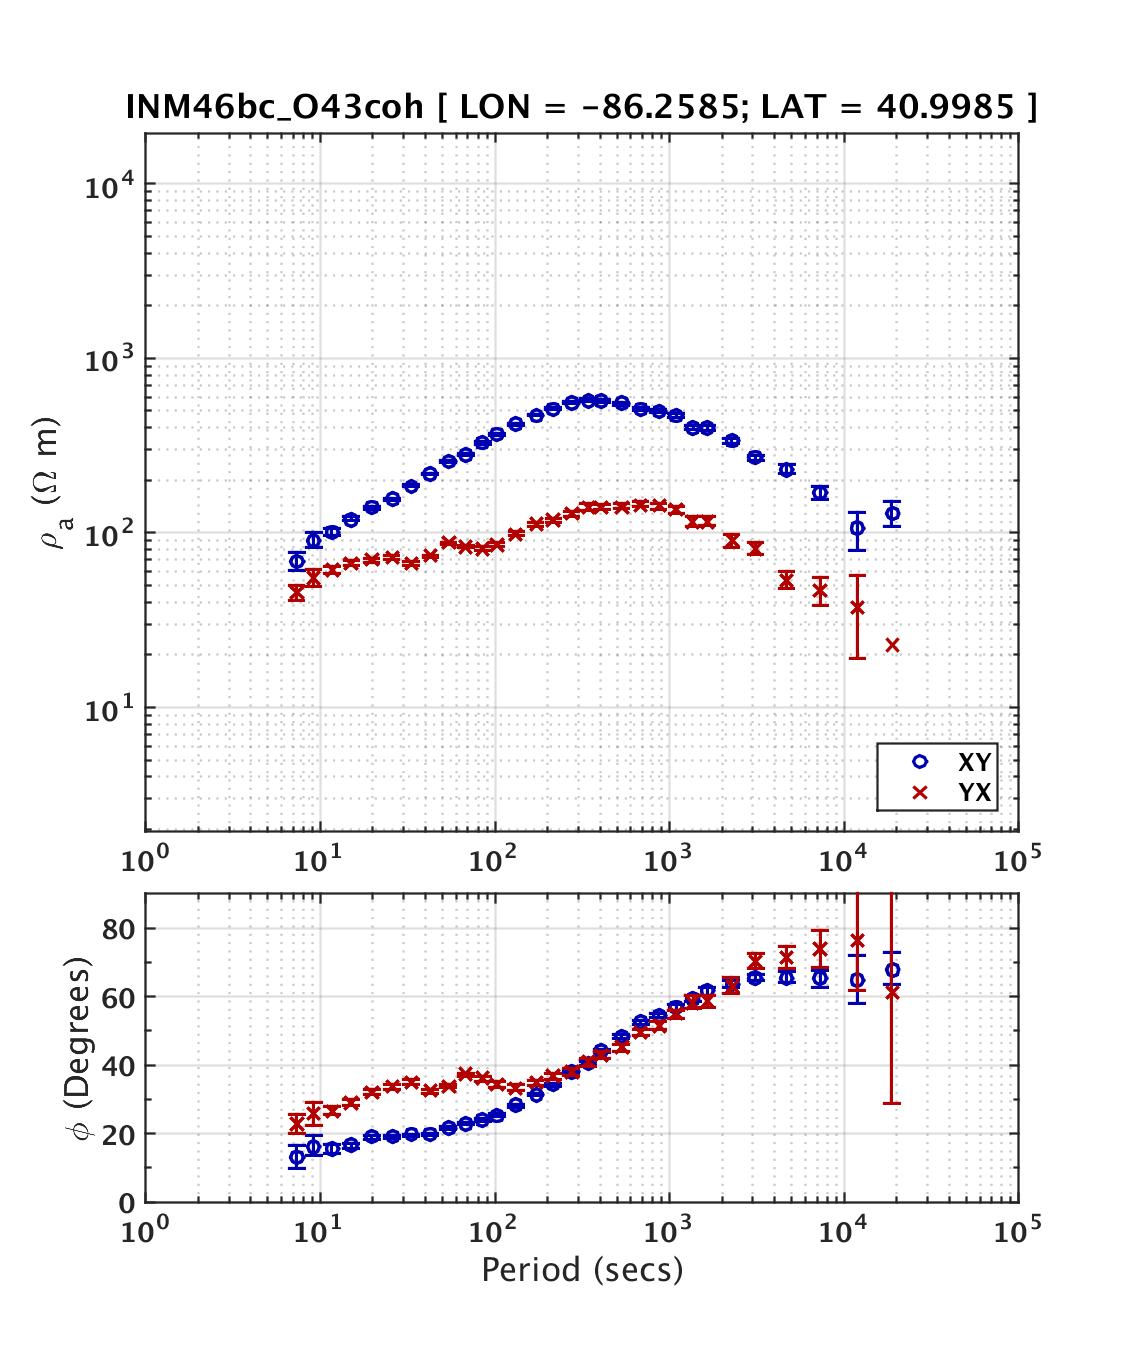 INM46bc_O43coh [ LON = -86.2585; LAT = 40.9985 ]
10^4
10^3
10^2
10^1
ρ_a (Ω m)
XY
YX
10^0 10^1 10^2 10^3 10^4 10^5
80
60
40
20
0
φ (Degrees)
10^0 10^1 10^2 10^3 10^4 10^5
Period (secs)